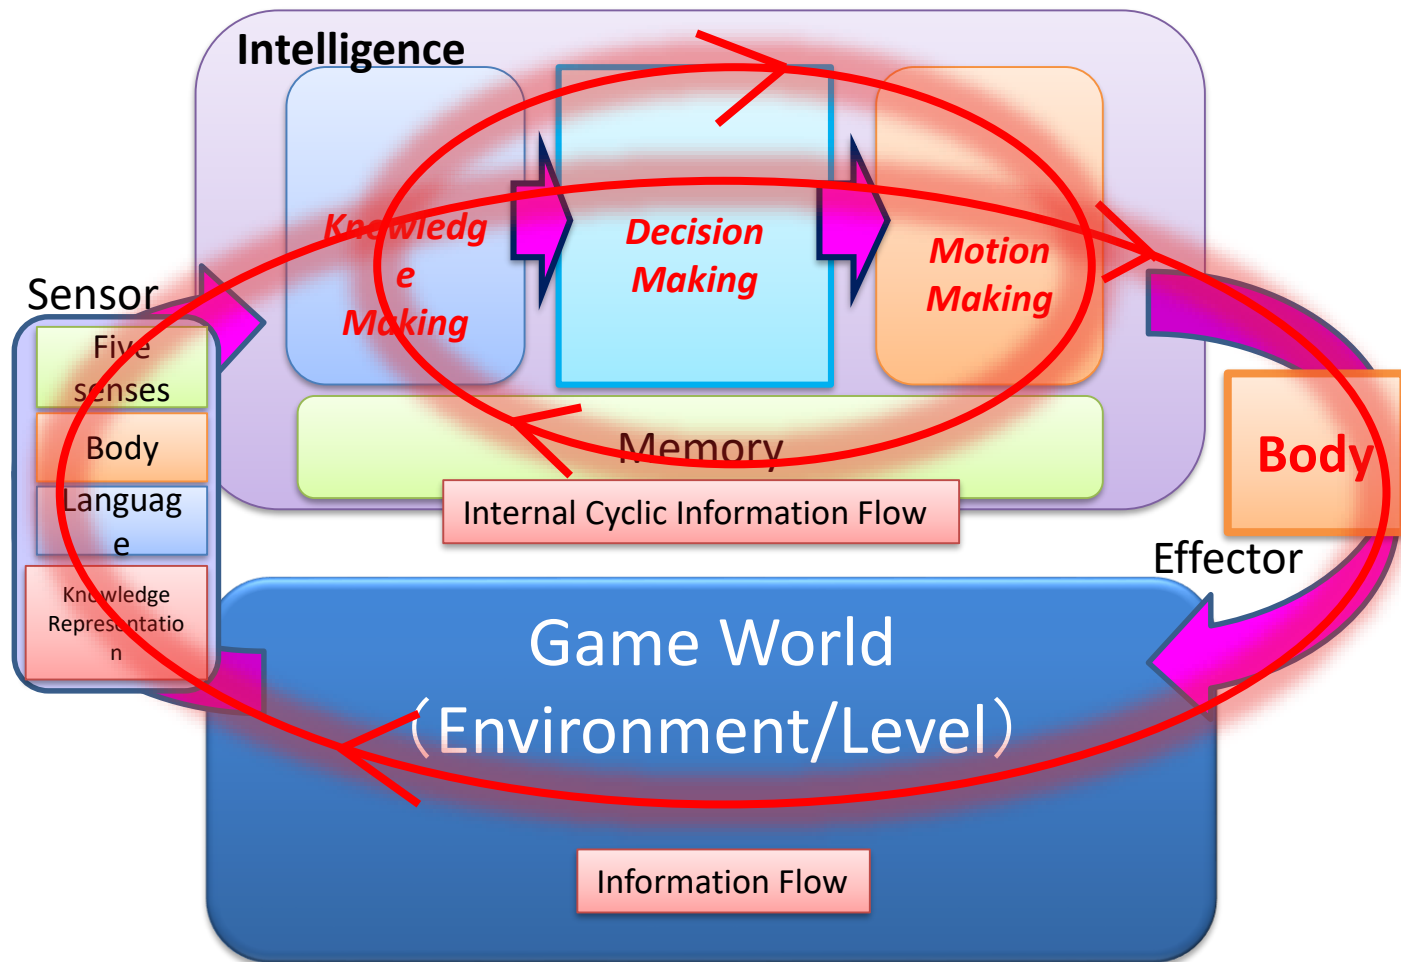 Intelligence
Knowledg
e
Making
Decision
Making
Motion
Making
Sensor
Five
senses
Body
Languag
e
Knowledge
Representatio
n
Memory
Internal Cyclic Information Flow
Body
Effector
Game World
（Environment/Level）
Information Flow